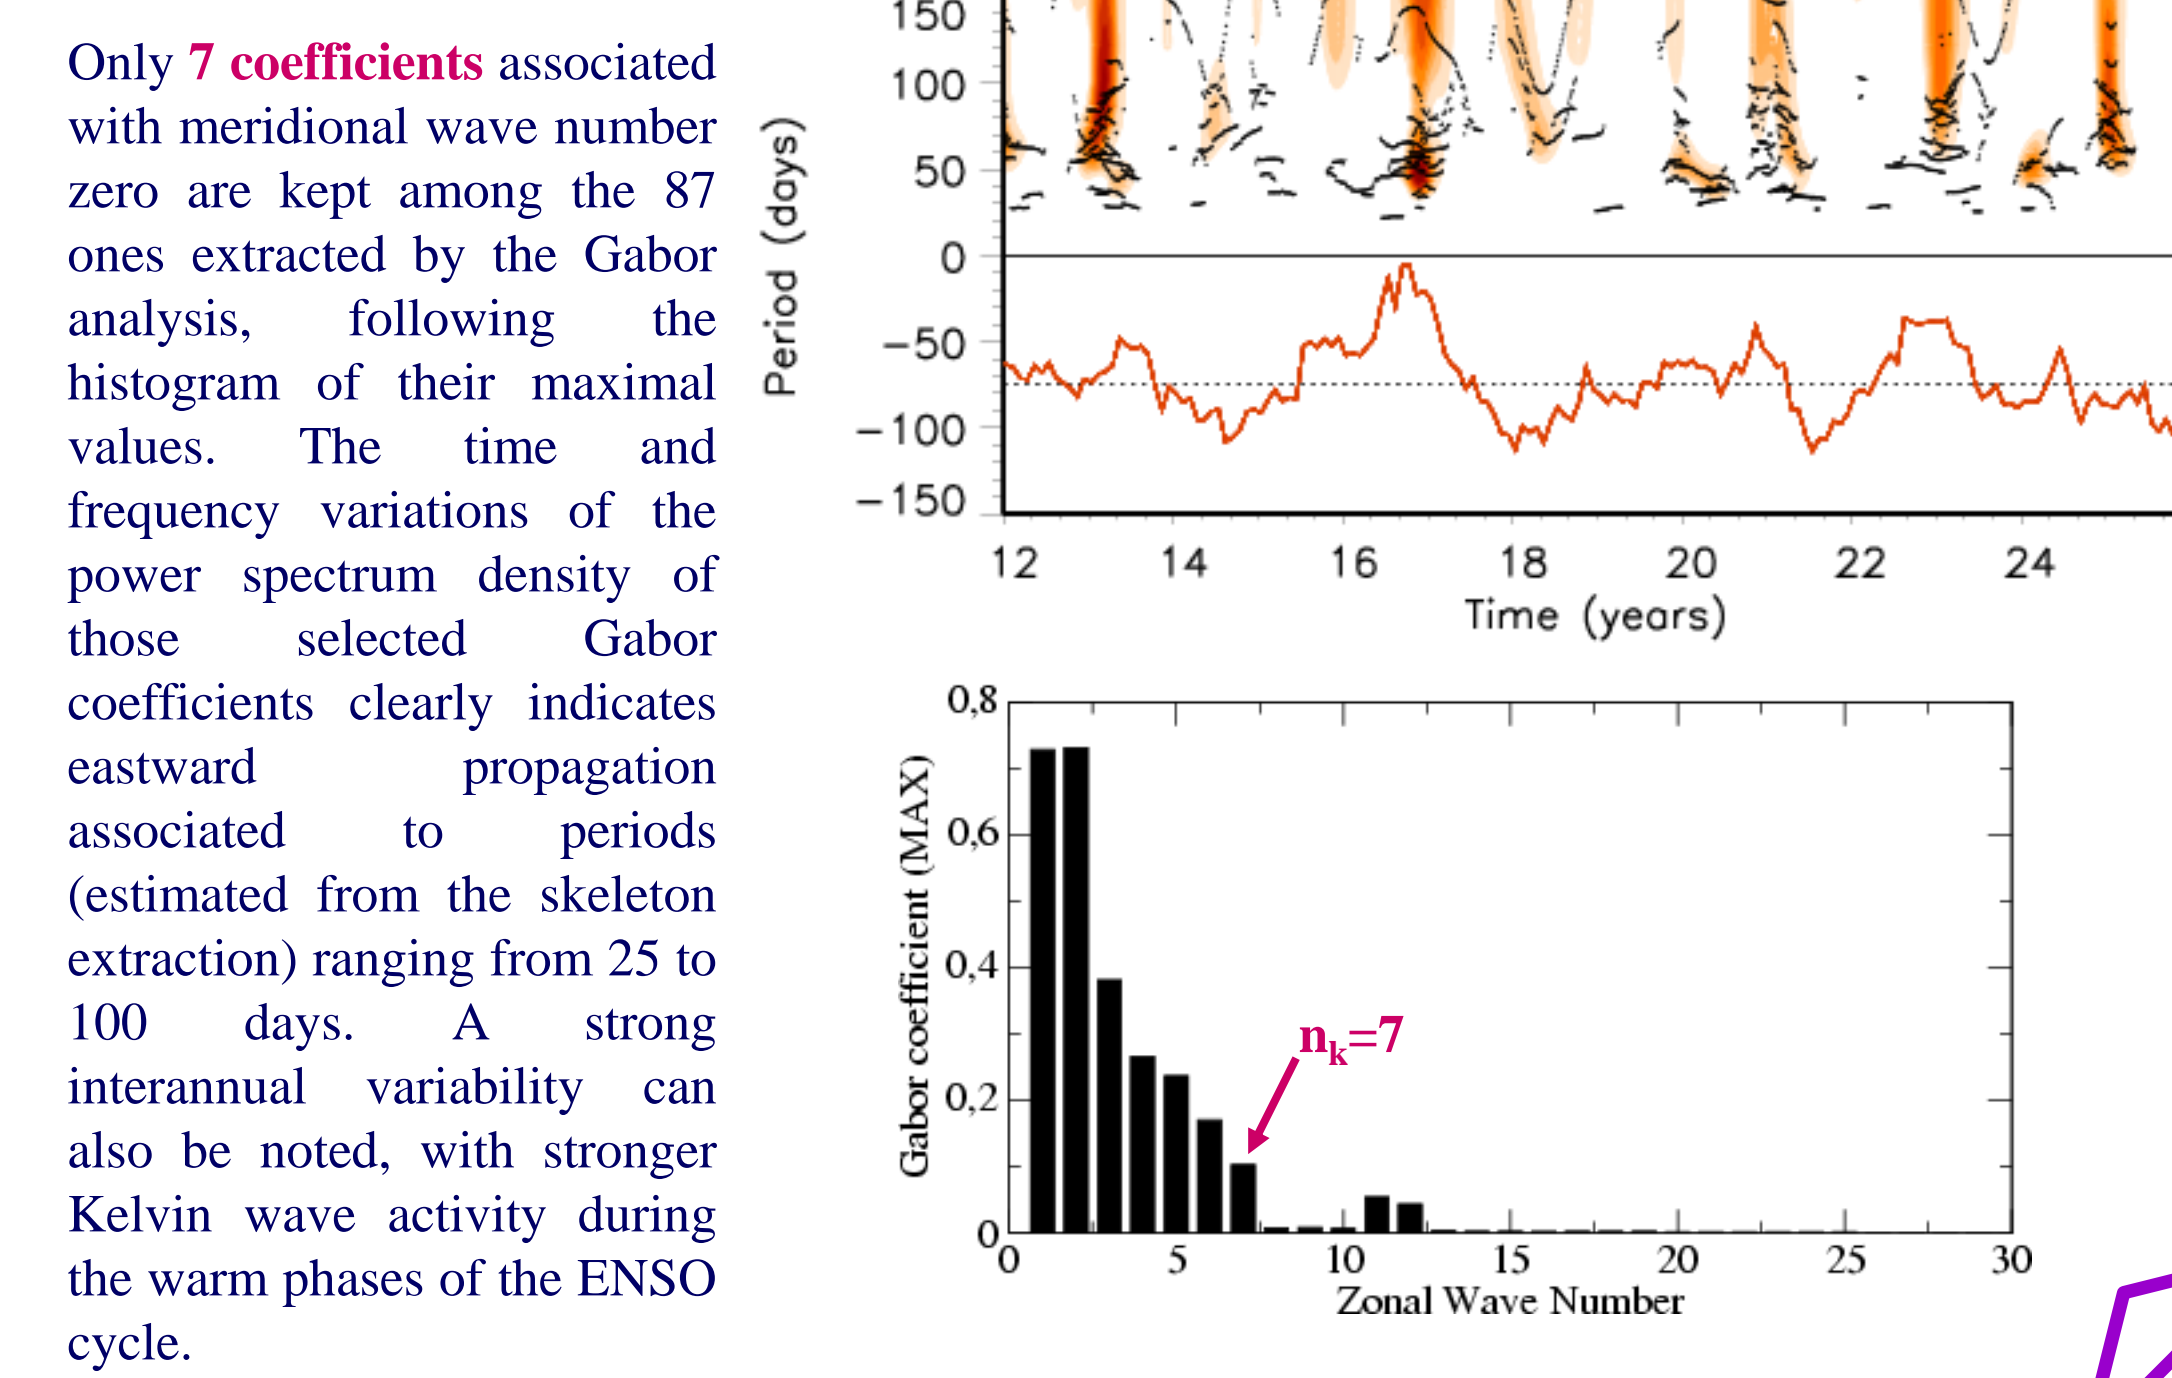 Only 7 coefficients associated
with meridional wave number
zero are kept among the 87
ones extracted by the Gabor
analysis, following the
histogram of their maximal
values. The time and
frequency variations of the
power spectrum density of
those selected Gabor
coefficients clearly indicates
eastward propagation
associated to periods
(estimated from the skeleton
extraction) ranging from 25 to
100 days. A strong
interannual variability can
also be noted, with stronger
Kelvin wave activity during
the warm phases of the ENSO
cycle.
Period (days)
150
100
50
0
−50
−100
−150
12 14 16 18 20 22 24
Time (years)
Gabor coefficient (MAX)
0,8
0,6
0,4
0,2
0
nk=7
0 5 10 15 20 25 30
Zonal Wave Number